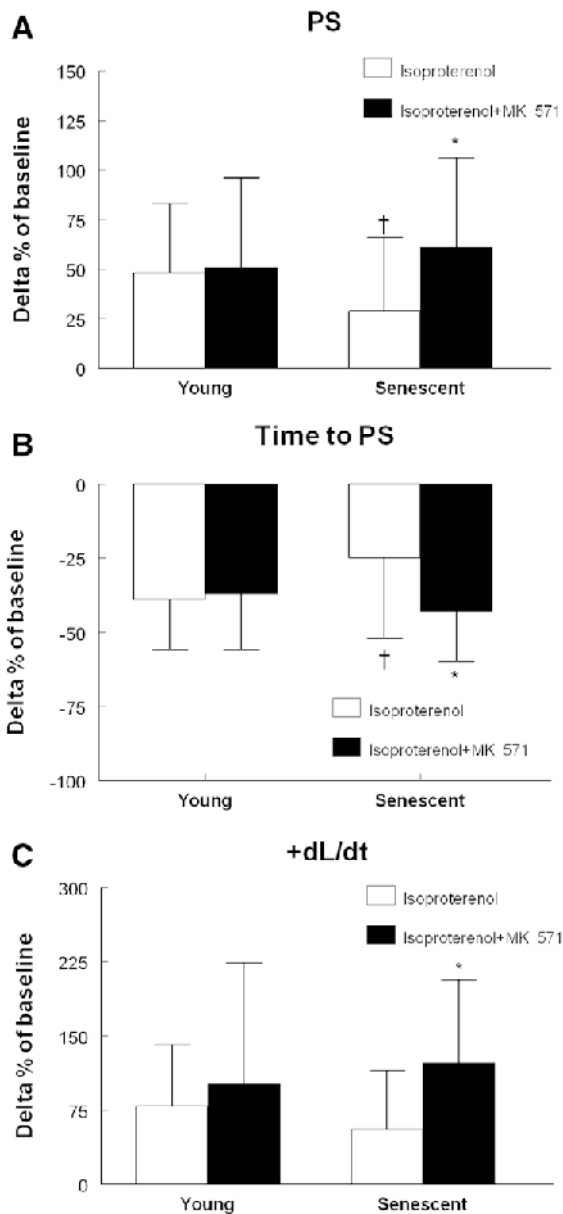 A
PS
Isoproterenol
Isoproterenol+MK 571
Delta % of baseline
150
125
100
75
50
25
0
†
*
Young Senescent
B
Time to PS
Delta % of baseline
0
-25
-50
-75
-100
†
*
Isoproterenol
Isoproterenol+MK 571
Young Senescent
C
+dL/dt
Isoproterenol
Isoproterenol+MK 571
Delta % of baseline
300
225
150
75
0
*
Young Senescent